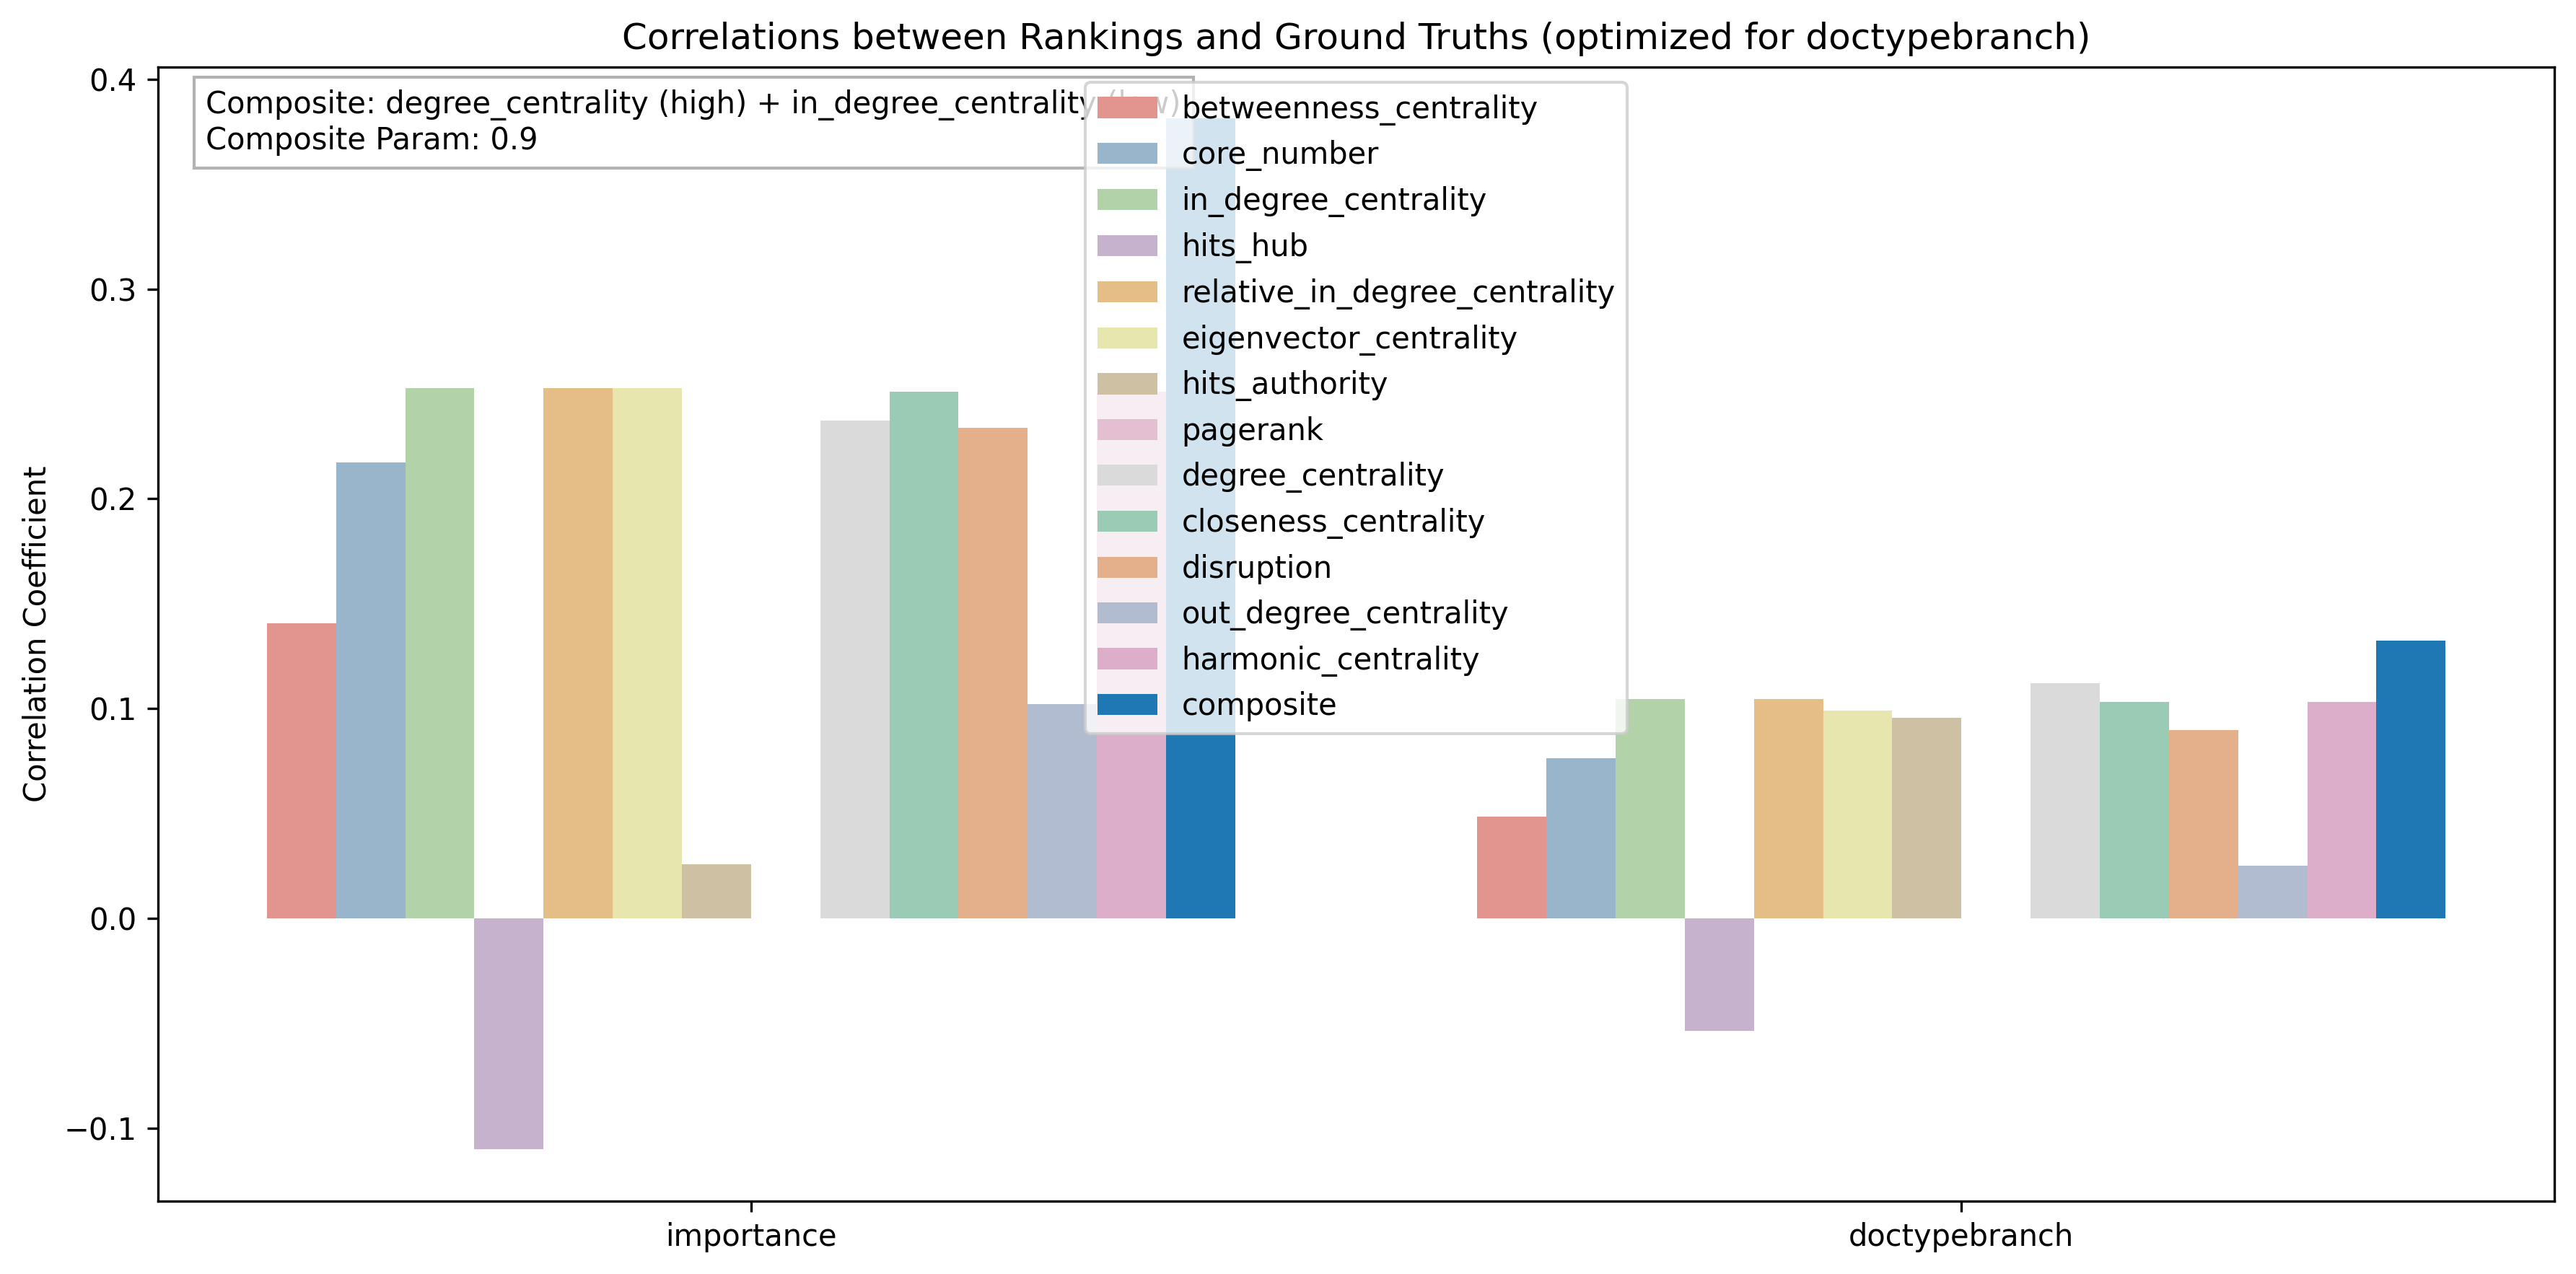 Correlations between Rankings and Ground Truths (optimized for doctypebranch)
Composite: degree_centrality (high) + in_degree_centrality (low)
Composite Param: 0.9
betweenness_centrality
core_number
in_degree_centrality
hits_hub
relative_in_degree_centrality
eigenvector_centrality
hits_authority
pagerank
degree_centrality
closeness_centrality
disruption
out_degree_centrality
harmonic_centrality
composite
Correlation Coefficient
0.4
0.3
0.2
0.1
0.0
−0.1
importance
doctypebranch